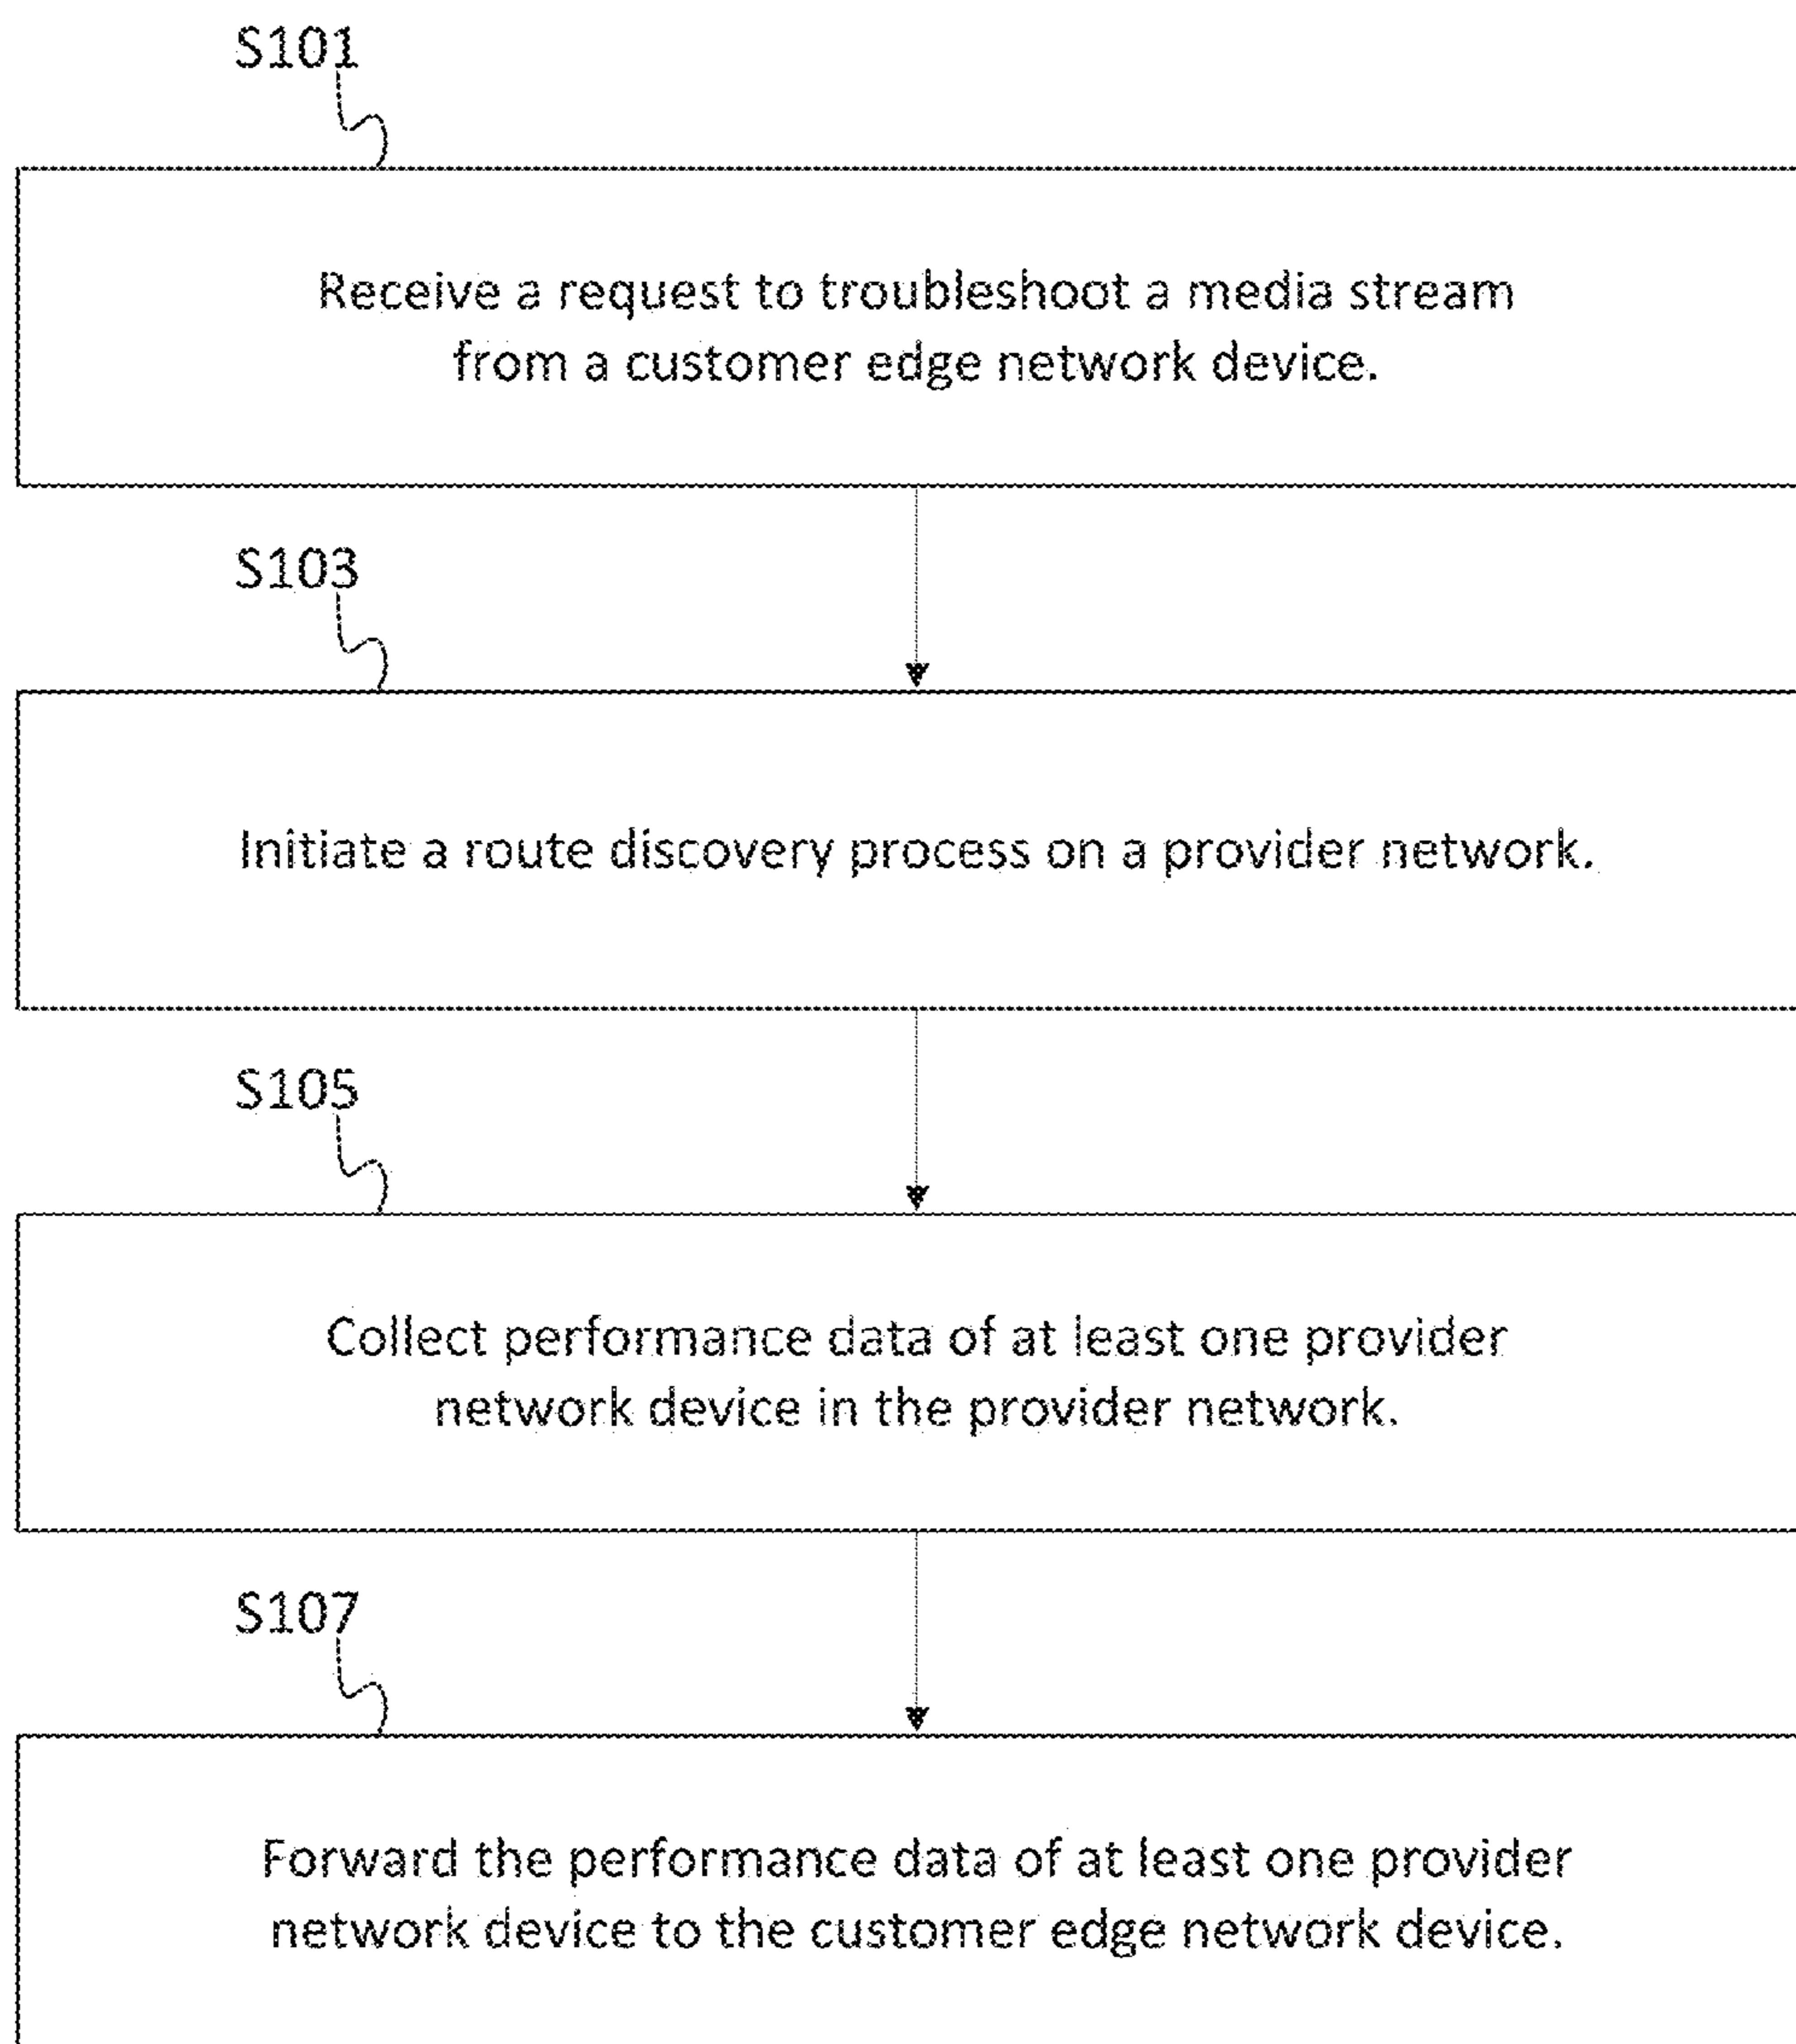 S101
Receive a request to troubleshoot a media stream
from a customer edge network device.
S103
Initiate a route discovery process on a provider network.
S105
Collect performance data of at least one provider
network device in the provider network.
S107
Forward the performance data of at least one provider
network device to the customer edge network device.